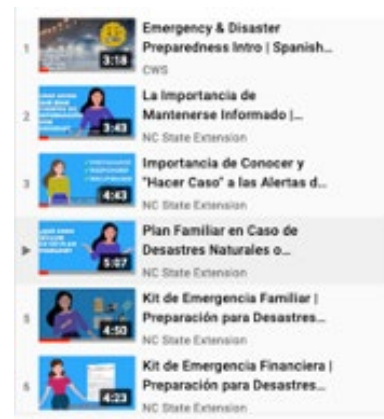 1
3:18
Emergency & Disaster
Preparedness Intro | Spanish...
CWS
2
3:43
La Importancia de
Mantenerse Informado |...
NC State Extension
3
4:43
Importancia de Conocer y
"Hacer Caso" a las Alertas d...
NC State Extension
5:07
Plan Familiar en Caso de
Desastres Naturales o...
NC State Extension
5
4:50
Kit de Emergencia Familiar |
Preparación para Desastres...
NC State Extension
6
4:23
Kit de Emergencia Financiera |
Preparación para Desastres...
NC State Extension